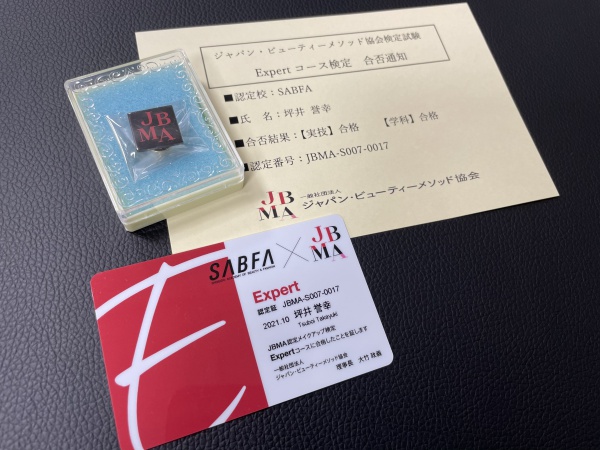 ジャパン・ビューティーメソッド協会検定試験
Expert コース検定 合否通知
■認定校：SABFA
■氏 名：坪井 誉幸
■合否結果：【実技】合格 【学科】合格
■認定番号：JBMA-S007-0017
JB
MA
一般社団法人
ジャパン・ビューティーメソッド協会
JB
MA
SABFA × JB
MA
Expert
認定証 JBMA-S007-0017
2021.10 坪井 誉幸
Tsuboi Takayuki
JBMA認定メイクアップ検定
Expertコースに合格したことを証します
一般社団法人
ジャパン・ビューティーメソッド協会 理事長 大竹 政義